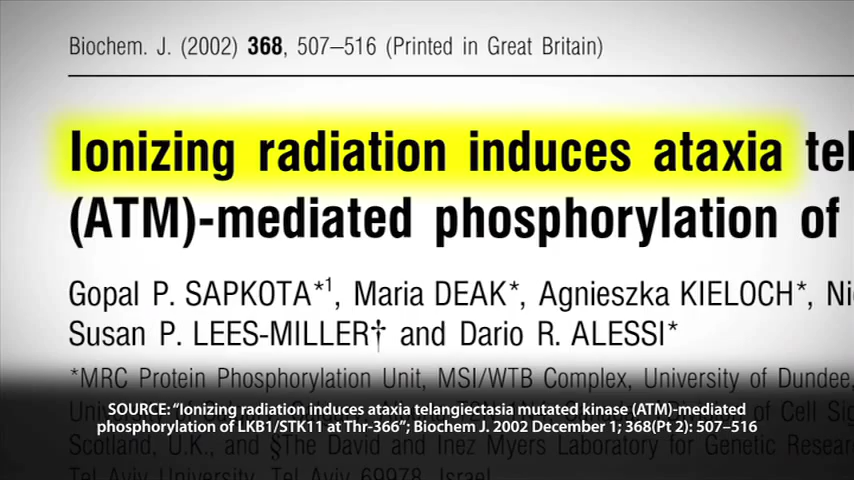 Biochem. J. (2002) 368, 507–516 (Printed in Great Britain)
Ionizing radiation induces ataxia tel
(ATM)-mediated phosphorylation of
Gopal P. SAPKOTA*1, Maria DEAK*, Agnieszka KIELOCH*, Ni
Susan P. LEES-MILLER† and Dario R. ALESSI*
*MRC Protein Phosphorylation Unit, MSI/WTB Complex, University of Dundee,
SOURCE: "Ionizing radiation induces ataxia telangiectasia mutated kinase (ATM)-mediated
phosphorylation of LKB1/STK11 at Thr-366"; Biochem J. 2002 December 1; 368(Pt 2): 507–516
Scotland, U.K., and §The David and Inez Myers Laboratory for Genetic Resear
Tel Aviv University, Tel Aviv 69978, Israel